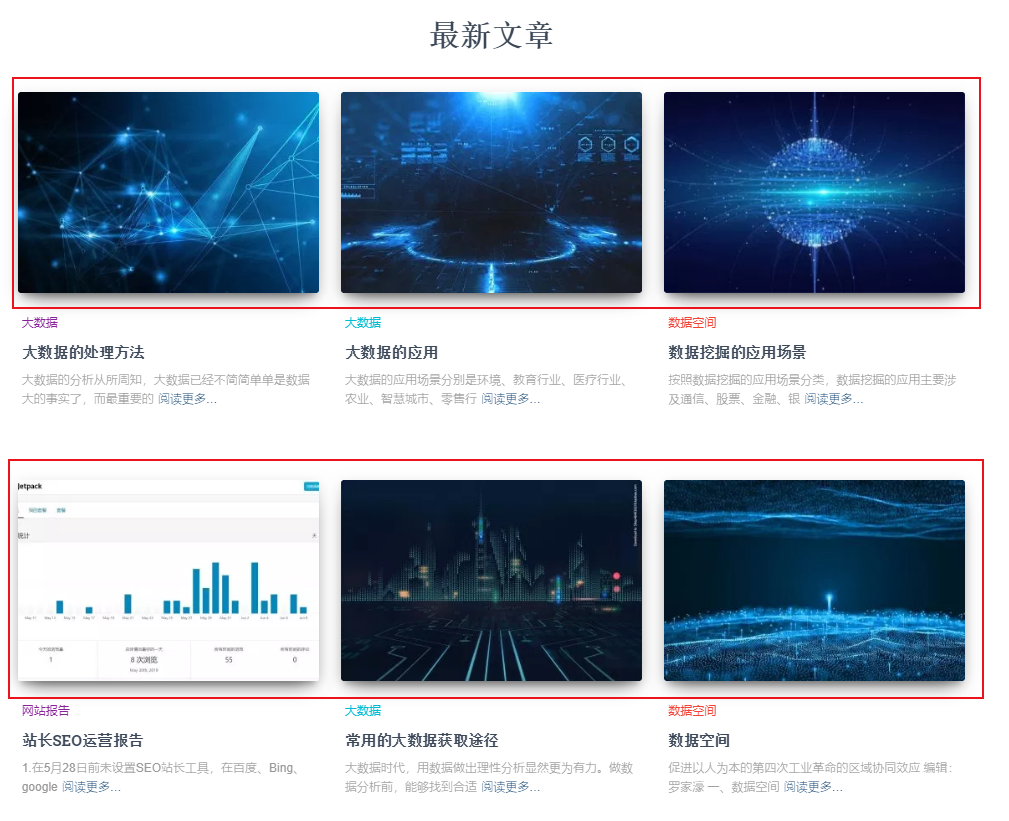 最新文章
大数据
大数据
数据空间
大数据的处理方法
大数据的应用
数据挖掘的应用场景
大数据的分析从所周知，大数据已经不简简单单是数据
大的事实了，而最重要的 阅读更多...
大数据的应用场景分别是环境、教育行业、医疗行业、
农业、智慧城市、零售行 阅读更多...
按照数据挖掘的应用场景分类，数据挖掘的应用主要涉
及通信、股票、金融、银 阅读更多...
Jetpack
统计
1
8 次浏览
55
0
网站报告
大数据
数据空间
站长SEO运营报告
常用的大数据获取途径
数据空间
1.在5月28日前未设置SEO站长工具，在百度、Bing、
google 阅读更多...
大数据时代，用数据做出理性分析显然更为有力。做数
据分析前，能够找到合适 阅读更多...
促进以人为本的第四次工业革命的区域协同效应 编辑：
罗家濠 一、数据空间 阅读更多...